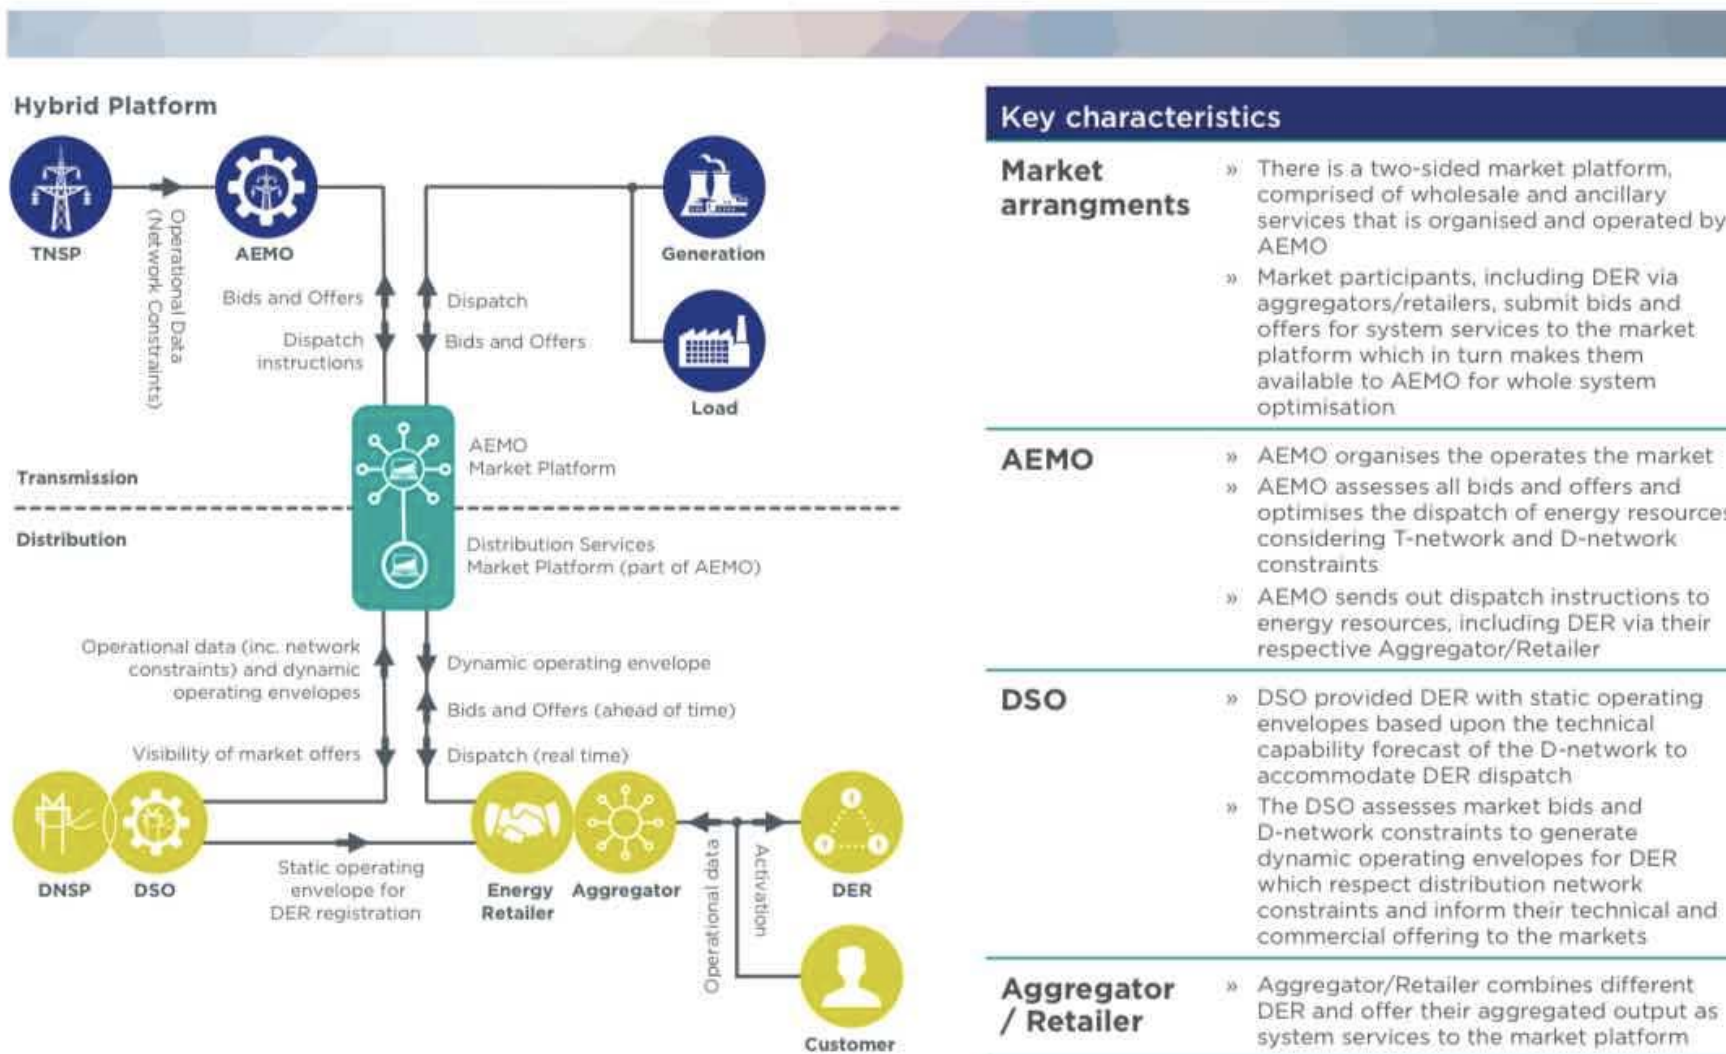 Hybrid Platform
TNSP
Operational Data
(Network Constraints)
AEMO
Generation
Bids and Offers
Dispatch
Dispatch
instructions
Bids and Offers
Load
AEMO
Market Platform
Transmission
Distribution
Distribution Services
Market Platform (part of AEMO)
Operational data (inc. network
constraints) and dynamic
operating envelopes
Dynamic operating envelope
Bids and Offers (ahead of time)
Visibility of market offers
Dispatch (real time)
DNSP
DSO
Static operating
envelope for
DER registration
Energy
Retailer
Aggregator
Operational data
Activation
DER
Customer
Key characteristics
Market
arrangments
» There is a two-sided market platform,
comprised of wholesale and ancillary
services that is organised and operated by
AEMO
» Market participants, including DER via
aggregators/retailers, submit bids and
offers for system services to the market
platform which in turn makes them
available to AEMO for whole system
optimisation
AEMO
» AEMO organises the operates the market
» AEMO assesses all bids and offers and
optimises the dispatch of energy resources
considering T-network and D-network
constraints
» AEMO sends out dispatch instructions to
energy resources, including DER via their
respective Aggregator/Retailer
DSO
» DSO provided DER with static operating
envelopes based upon the technical
capability forecast of the D-network to
accommodate DER dispatch
» The DSO assesses market bids and
D-network constraints to generate
dynamic operating envelopes for DER
which respect distribution network
constraints and inform their technical and
commercial offering to the markets
Aggregator
/ Retailer
» Aggregator/Retailer combines different
DER and offer their aggregated output as
system services to the market platform